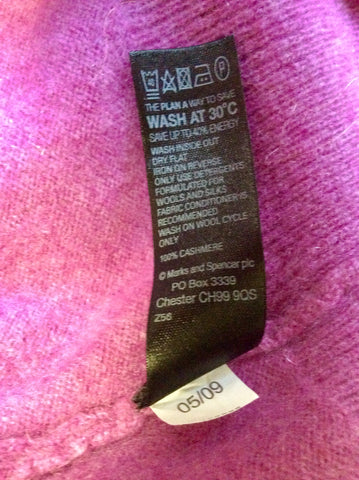 THE PLAN A WAY TO SAVE
WASH AT 30°C
SAVE UP TO 40% ENERGY
WASH INSIDE OUT
DRY FLAT
IRON ON REVERSE
ONLY USE DETERGENTS
FORMULATED FOR
WOOLS AND SILKS
FABRIC CONDITIONER IS
RECOMMENDED
WASH ON WOOL CYCLE
ONLY
100% CASHMERE
© Marks and Spencer plc
PO Box 3339
Chester CH99 9QS
Z56
05/09